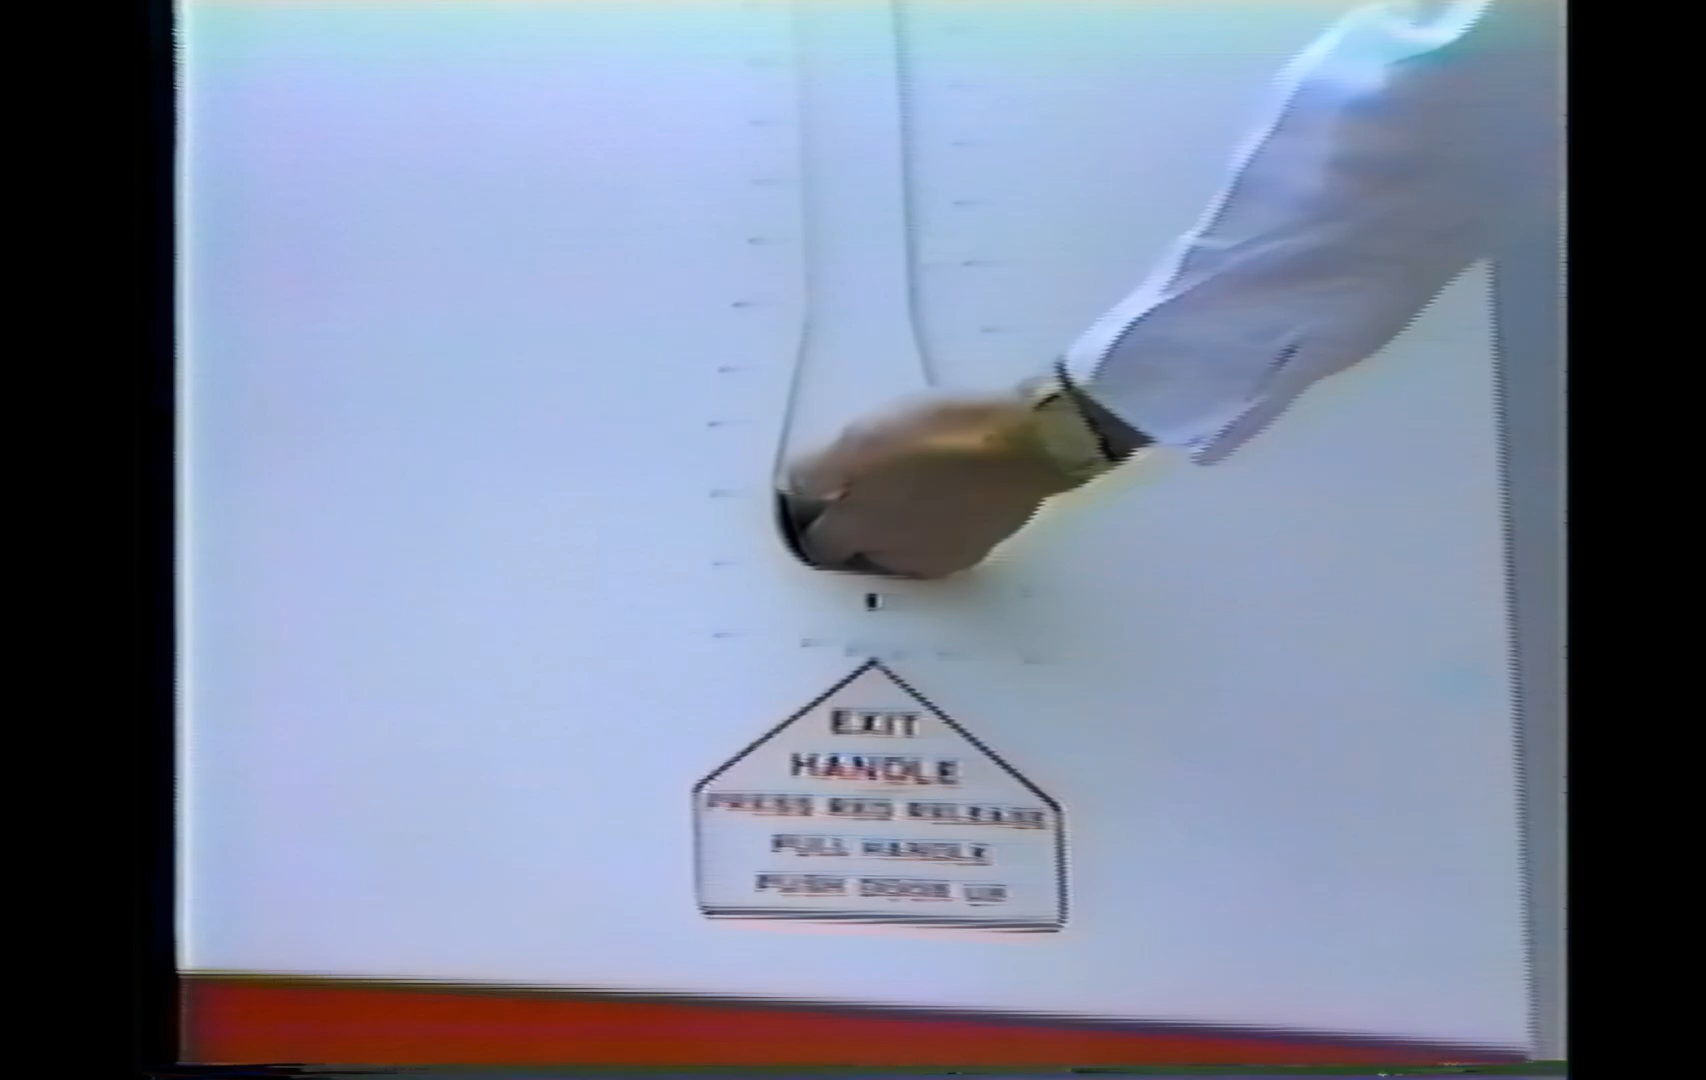 EXIT
HANDLE
PRESS RED RELEASE
PULL HANDLE
PUSH DOOR UP